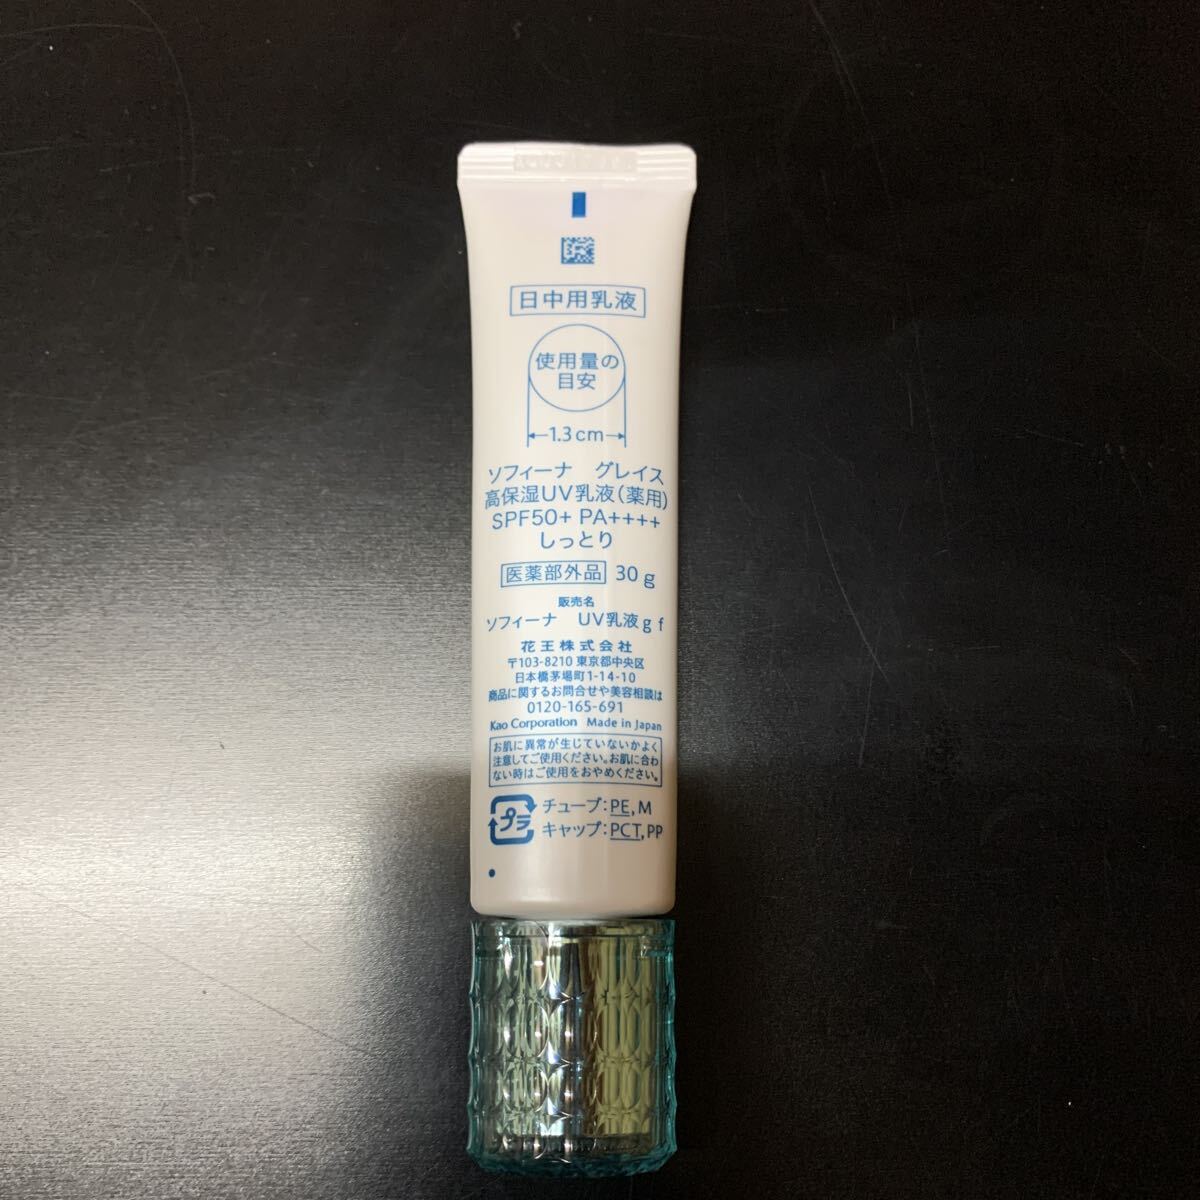 日中用乳液
使用量の
目安
1.3cm
ソフィーナ グレイス
高保湿UV乳液(薬用)
SPF50+ PA++++
しっとり
医薬部外品 30g
販売名
ソフィーナ UV乳液gf
花王株式会社
〒103-8210 東京都中央区
日本橋茅場町1-14-10
商品に関するお問合せや美容相談は
0120-165-691
Kao Corporation Made in Japan
お肌に異常が生じていないかよく
注意してご使用ください。お肌に合わ
ない時はご使用をおやめください。
プラ チューブ:PE,M
キャップ:PCT,PP